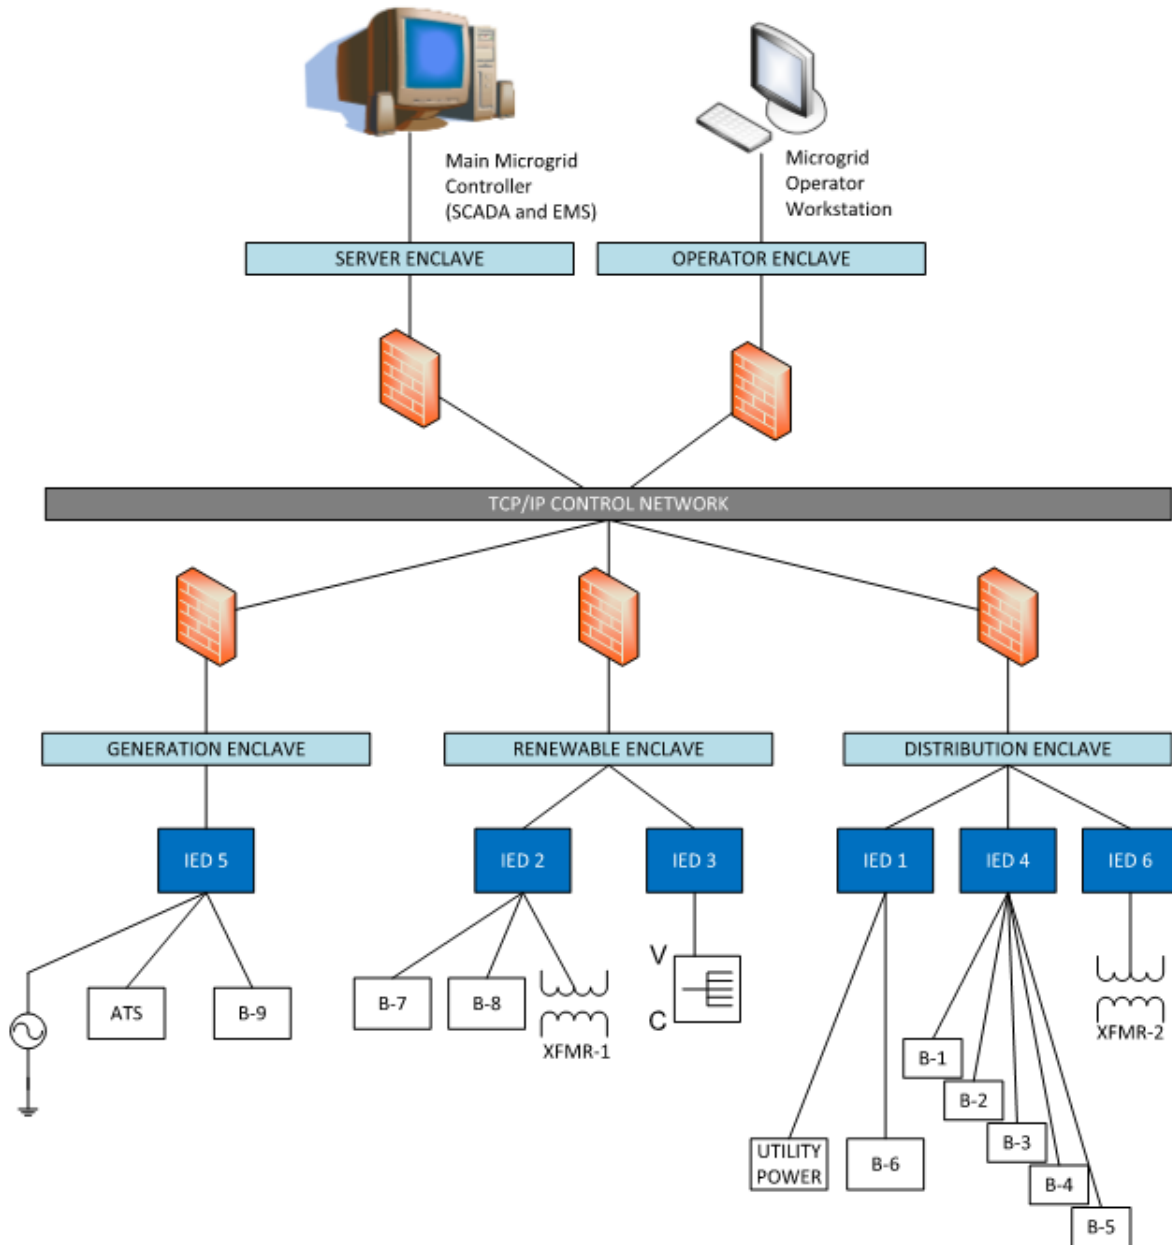 Main Microgrid
Controller
(SCADA and EMS)
Microgrid
Operator
Workstation
SERVER ENCLAVE
OPERATOR ENCLAVE
TCP/IP CONTROL NETWORK
GENERATION ENCLAVE
RENEWABLE ENCLAVE
DISTRIBUTION ENCLAVE
IED 5
IED 2
IED 3
IED 1
IED 4
IED 6
ATS
B-9
B-7
B-8
XFMR-1
V
C
UTILITY
POWER
B-6
B-1
B-2
B-3
B-4
B-5
XFMR-2